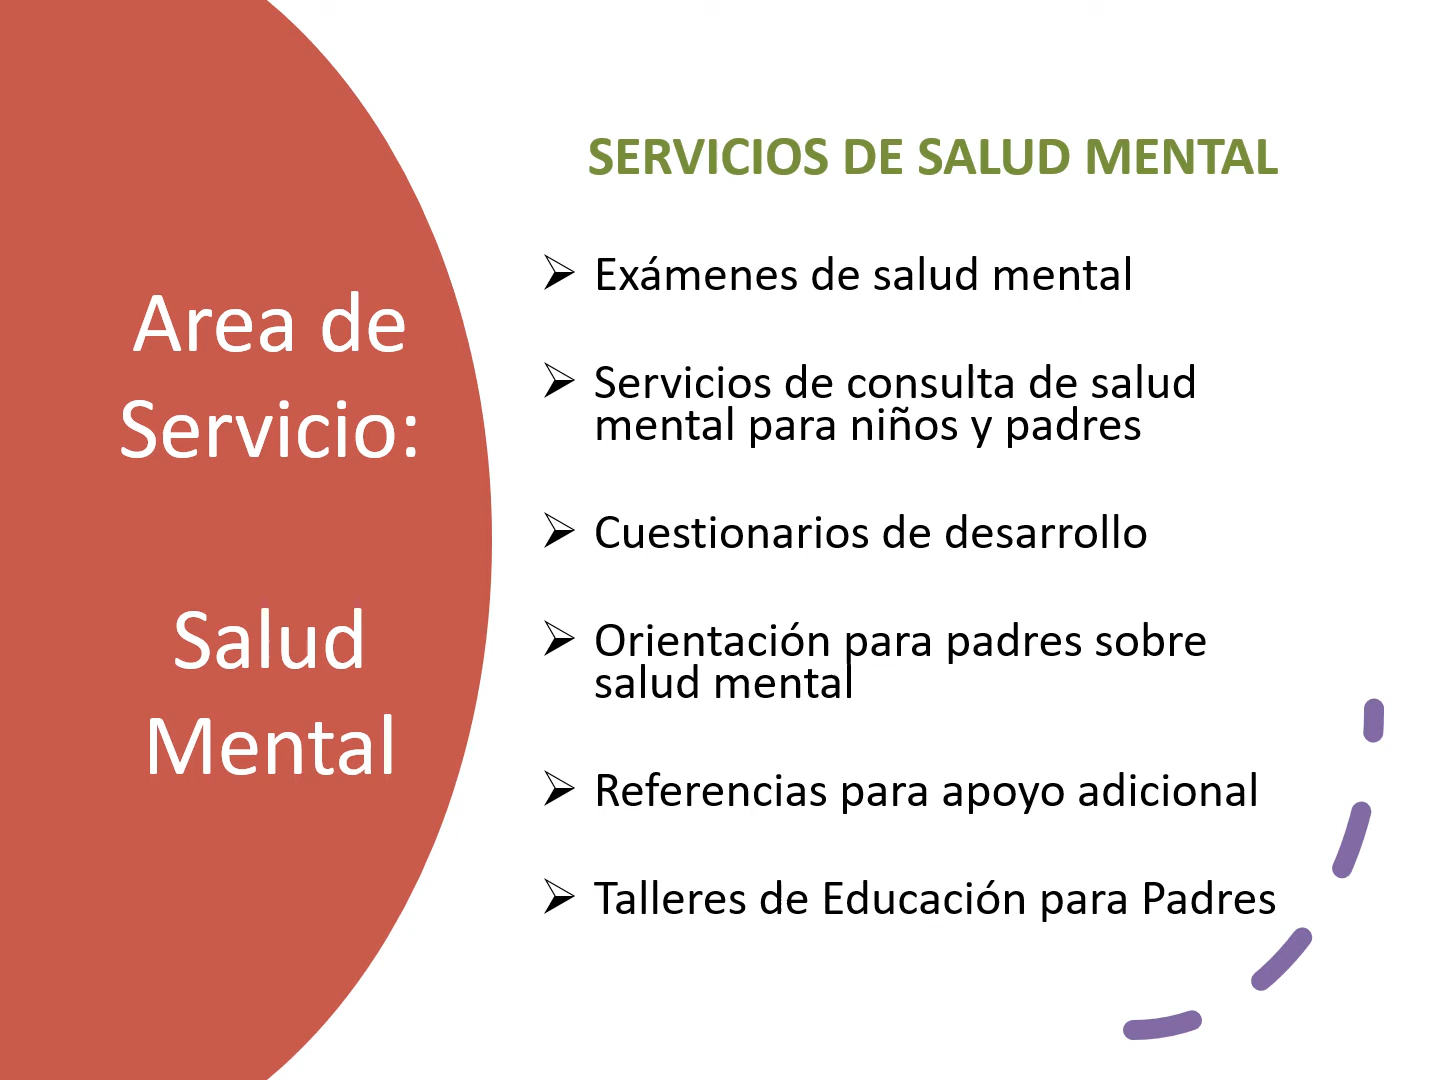 Area de
Servicio:
Salud
Mental
SERVICIOS DE SALUD MENTAL
➢ Exámenes de salud mental
➢ Servicios de consulta de salud
mental para niños y padres
➢ Cuestionarios de desarrollo
➢ Orientación para padres sobre
salud mental
➢ Referencias para apoyo adicional
➢ Talleres de Educación para Padres